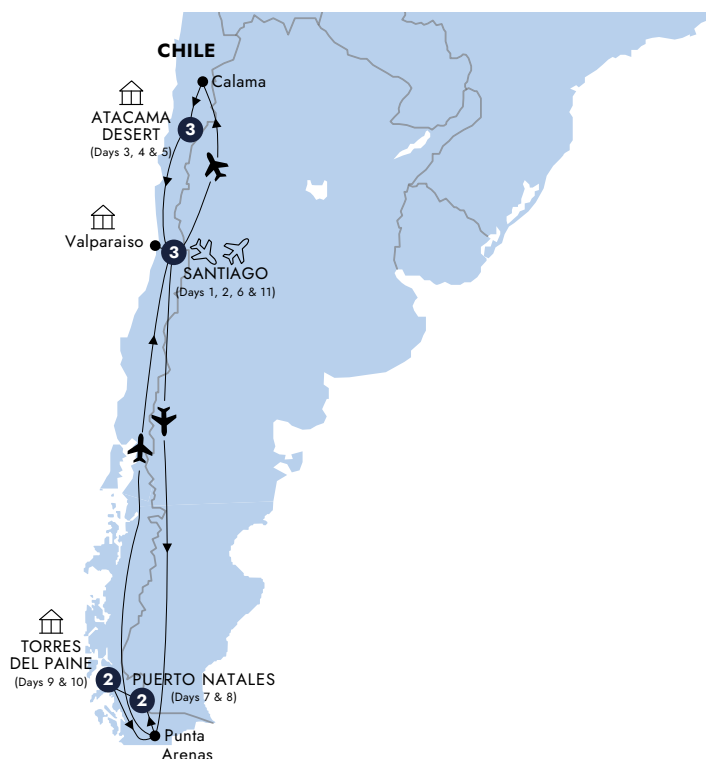 CHILE
Calama
ATACAMA
DESERT
(Days 3, 4 & 5)
3
Valparaiso
3
SANTIAGO
(Days 1, 2, 6 & 11)
TORRES
DEL PAINE
(Days 9 & 10)
2
PUERTO NATALES
(Days 7 & 8)
2
Punta
Arenas